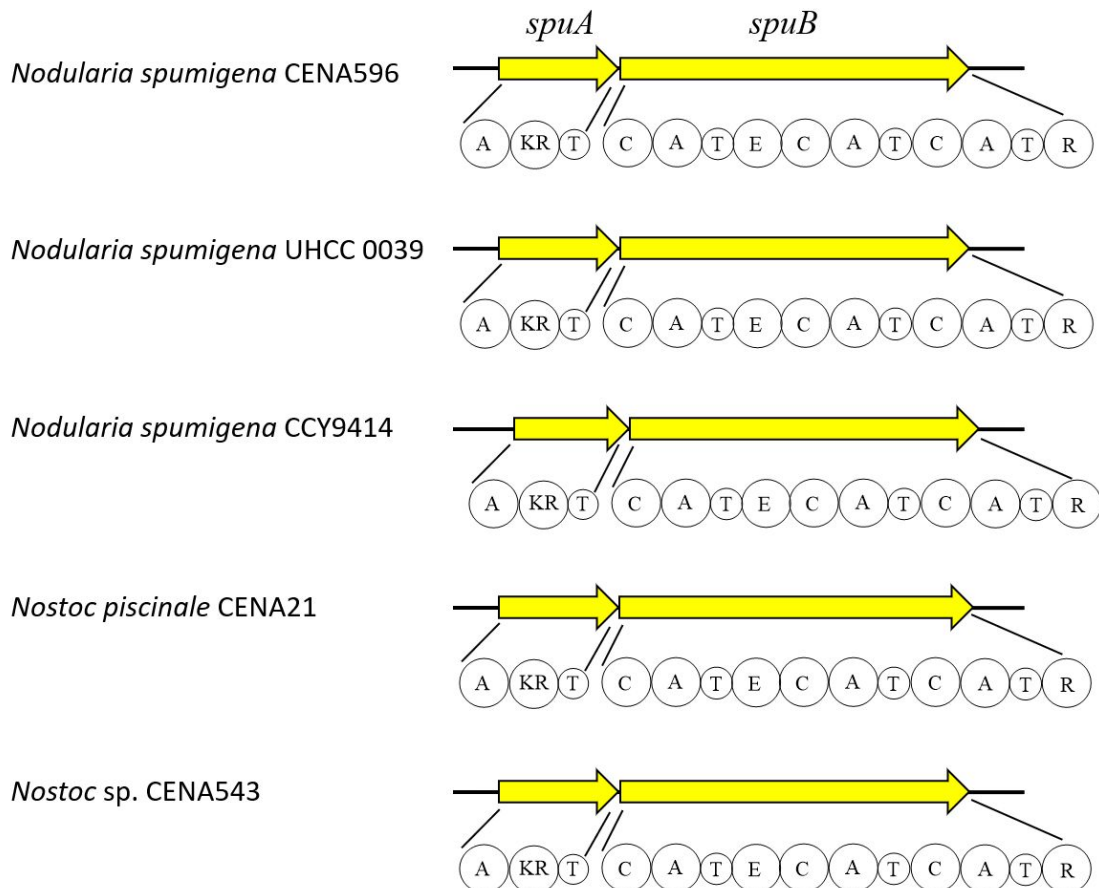 spuA spuB
Nodularia spumigena CENA596
A KR T C A T E C A T C A T R
Nodularia spumigena UHCC 0039
A KR T C A T E C A T C A T R
Nodularia spumigena CCY9414
A KR T C A T E C A T C A T R
Nostoc piscinale CENA21
A KR T C A T E C A T C A T R
Nostoc sp. CENA543
A KR T C A T E C A T C A T R